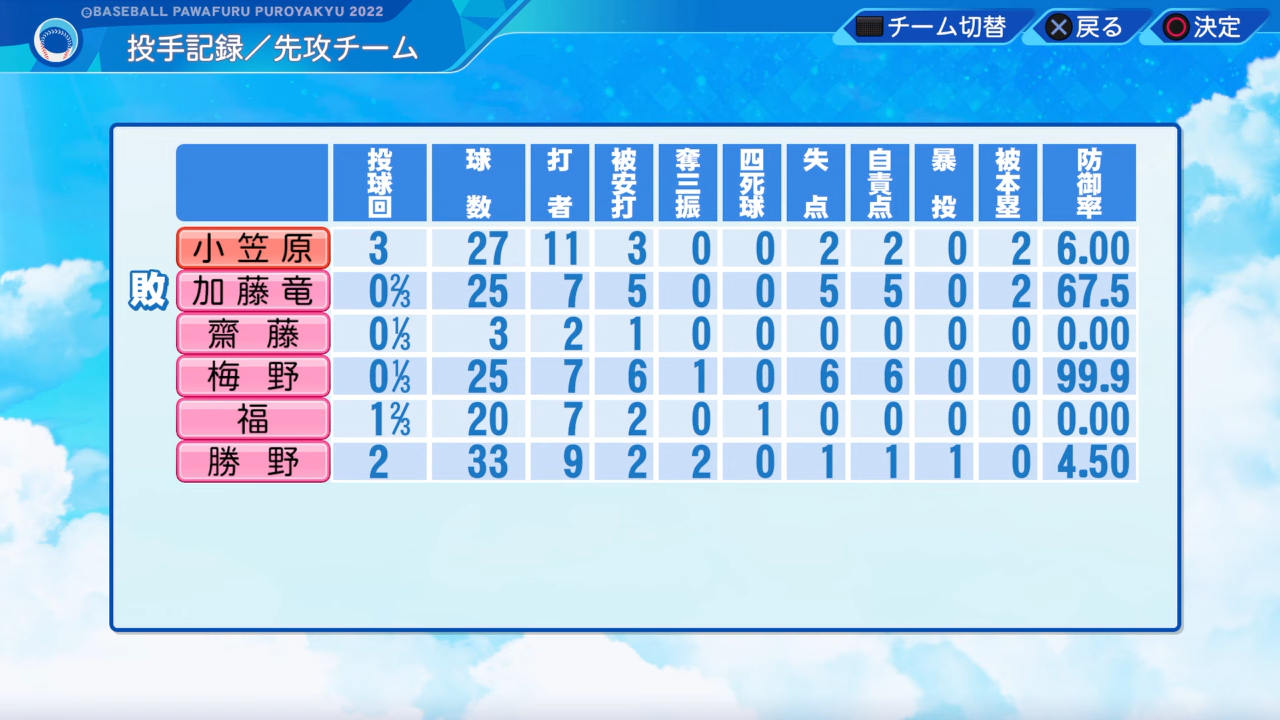 ©BASEBALL PAWAFURU PUROYAKYU 2022
投手記録／先攻チーム
チーム切替 戻る 決定
投球回 球数 打者 被安打 奪三振 四死球 失点 自責点 暴投 被本塁 防御率
小笠原 3 27 11 3 0 0 2 2 0 2 6.00
敗 加藤竜 0⅔ 25 7 5 0 0 5 5 0 2 67.5
齋藤 0⅓ 3 2 1 0 0 0 0 0 0 0.00
梅野 0⅓ 25 7 6 1 0 6 6 0 0 99.9
福 1⅔ 20 7 2 0 1 0 0 0 0 0.00
勝野 2 33 9 2 2 0 1 1 1 0 4.50